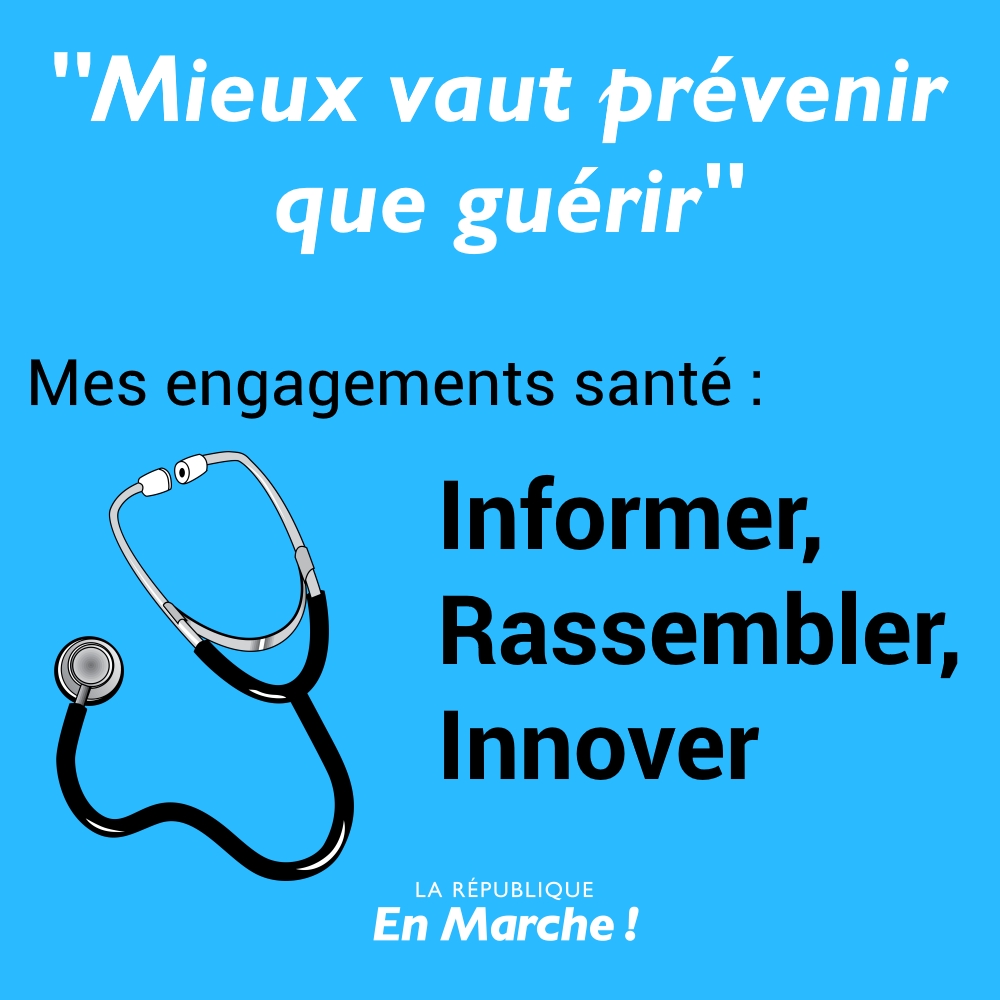 "Mieux vaut prévenir
que guérir"
Mes engagements santé :
Informer,
Rassembler,
Innover
LA RÉPUBLIQUE
En Marche !